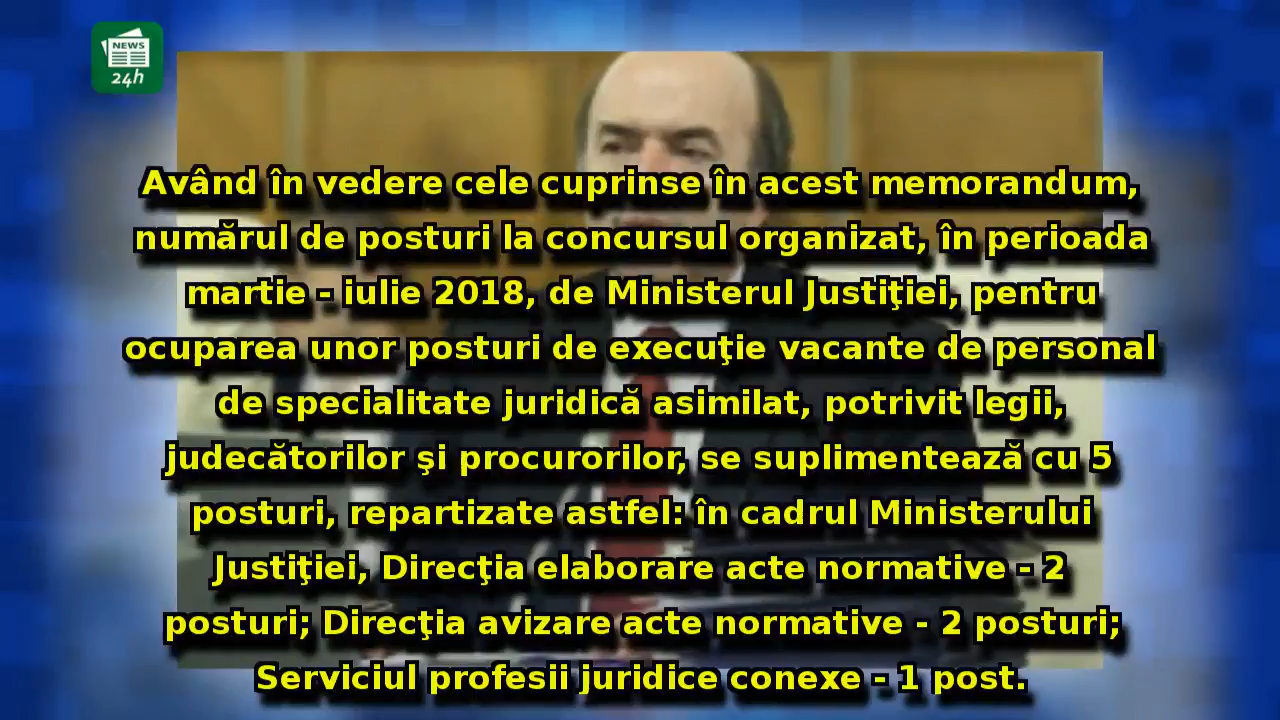 NEWS
24h
Având în vedere cele cuprinse în acest memorandum,
numărul de posturi la concursul organizat, în perioada
martie - iulie 2018, de Ministerul Justiţiei, pentru
ocuparea unor posturi de execuţie vacante de personal
de specialitate juridică asimilat, potrivit legii,
judecătorilor şi procurorilor, se suplimentează cu 5
posturi, repartizate astfel: în cadrul Ministerului
Justiţiei, Direcţia elaborare acte normative - 2
posturi; Direcţia avizare acte normative - 2 posturi;
Serviciul profesii juridice conexe - 1 post.